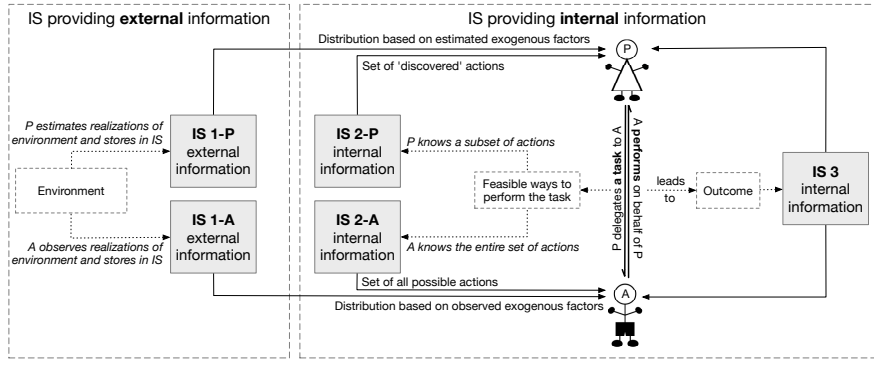 IS providing external information
IS providing internal information
Distribution based on estimated exogenous factors
Set of 'discovered' actions
P
P estimates realizations of
environment and stores in IS
IS 1-P
external
information
IS 2-P
internal
information
P knows a subset of actions
Environment
Feasible ways to
perform the task
P delegates a task to A
A performs on
behalf of P
leads
to
Outcome
IS 3
internal
information
A observes realizations of
environment and stores in IS
IS 1-A
external
information
IS 2-A
internal
information
A knows the entire set of actions
Set of all possible actions
A
Distribution based on observed exogenous factors